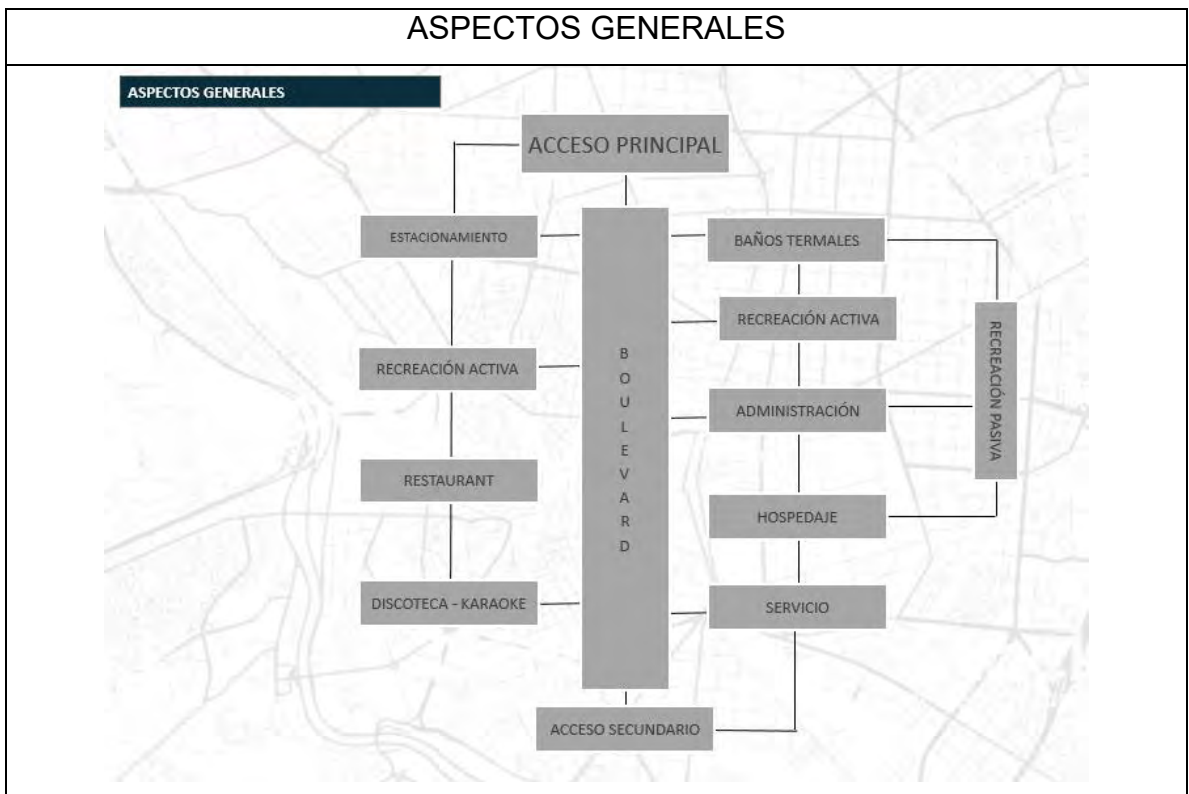 ASPECTOS GENERALES
ASPECTOS GENERALES
ACCESO PRINCIPAL
ESTACIONAMIENTO
BAÑOS TERMALES
RECREACIÓN ACTIVA
RECREACIÓN ACTIVA
BOULEVARD
RECREACIÓN PASIVA
ADMINISTRACIÓN
RESTAURANT
HOSPEDAJE
DISCOTECA - KARAOKE
SERVICIO
ACCESO SECUNDARIO